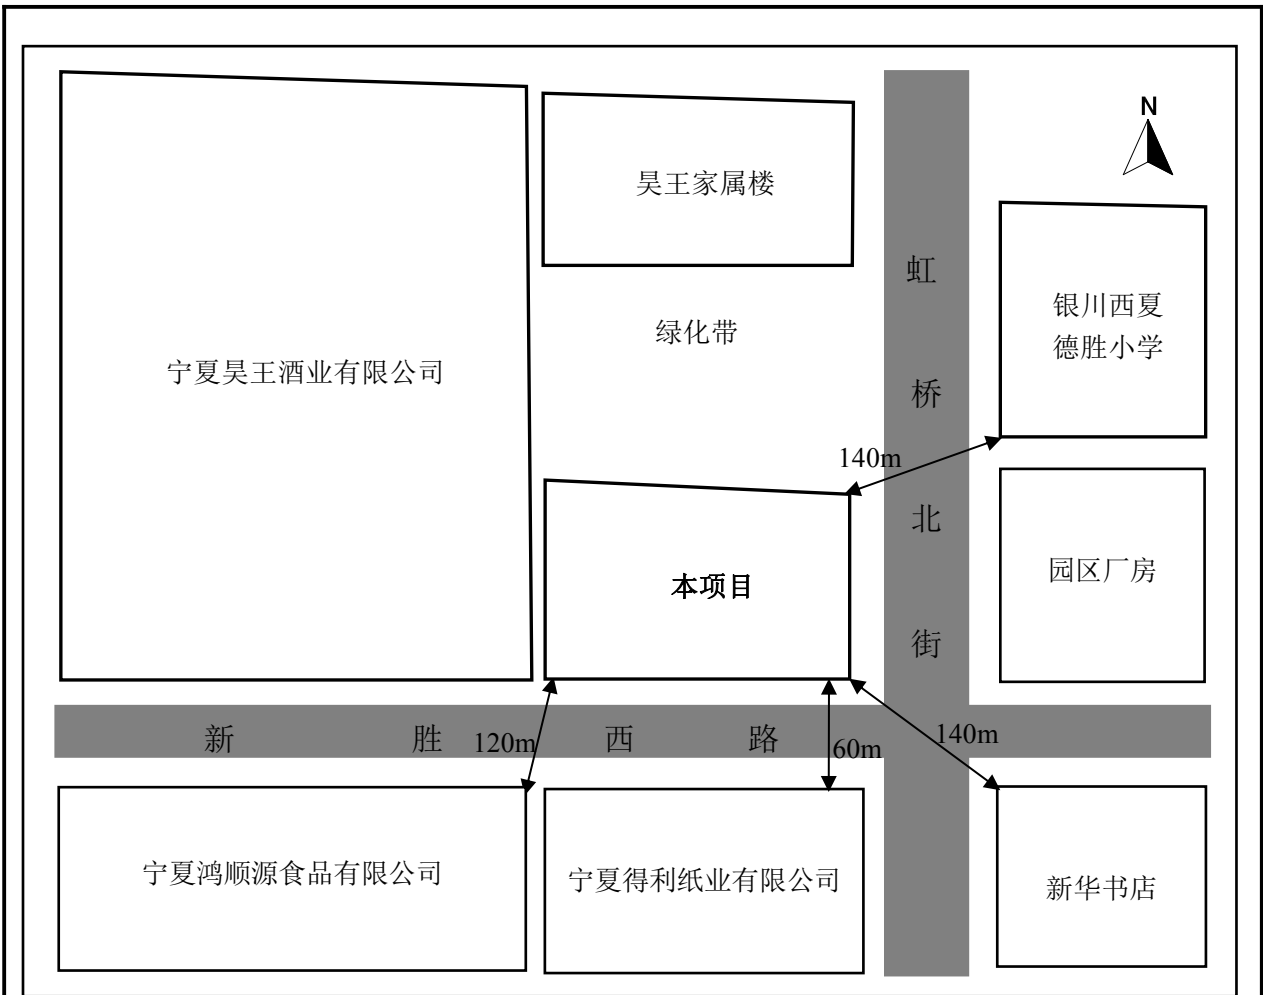 N
昊王家属楼
虹
银川西夏
德胜小学
绿化带
宁夏昊王酒业有限公司
桥
140m
北
园区厂房
本项目
街
新
胜
120m
西
路
60m
140m
宁夏鸿顺源食品有限公司
宁夏得利纸业有限公司
新华书店